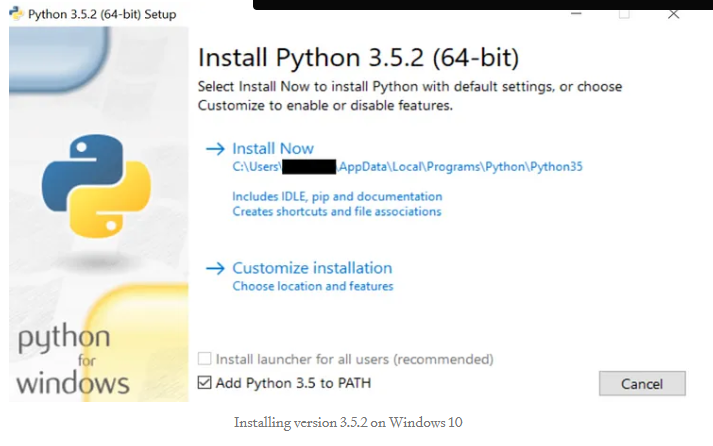 Python 3.5.2 (64-bit) Setup
Install Python 3.5.2 (64-bit)
Select Install Now to install Python with default settings, or choose
Customize to enable or disable features.
Install Now
C:\Users\ AppData\Local\Programs\Python\Python35
Includes IDLE, pip and documentation
Creates shortcuts and file associations
Customize installation
Choose location and features
python
for
windows
Install launcher for all users (recommended)
Add Python 3.5 to PATH
Cancel
Installing version 3.5.2 on Windows 10